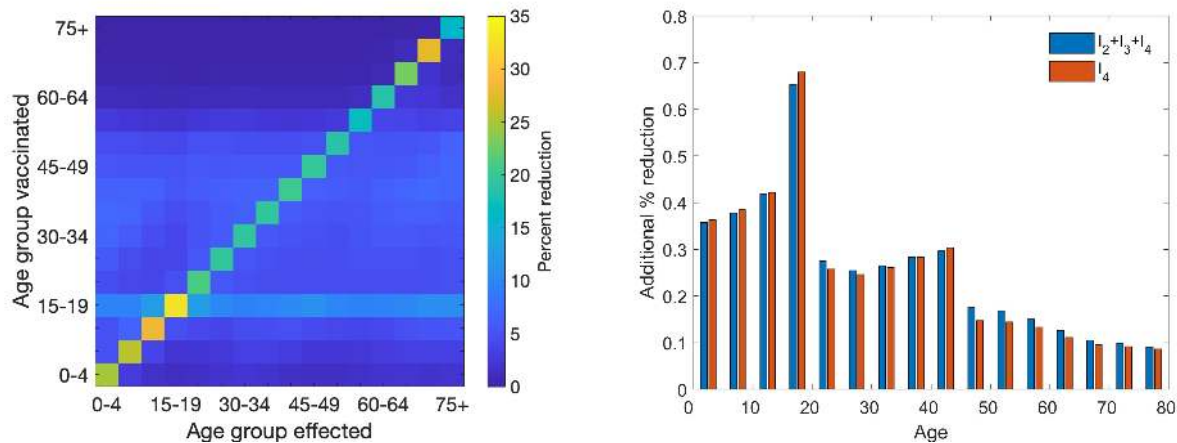 75+
60-64
45-49
30-34
15-19
0-4
Age group vaccinated
0-4 15-19 30-34 45-49 60-64 75+
Age group effected
35
30
25
20
15
10
5
0
Percent reduction
0.8
0.7
0.6
0.5
0.4
0.3
0.2
0.1
0
Additional % reduction
I2+I3+I4
I4
0 10 20 30 40 50 60 70 80
Age